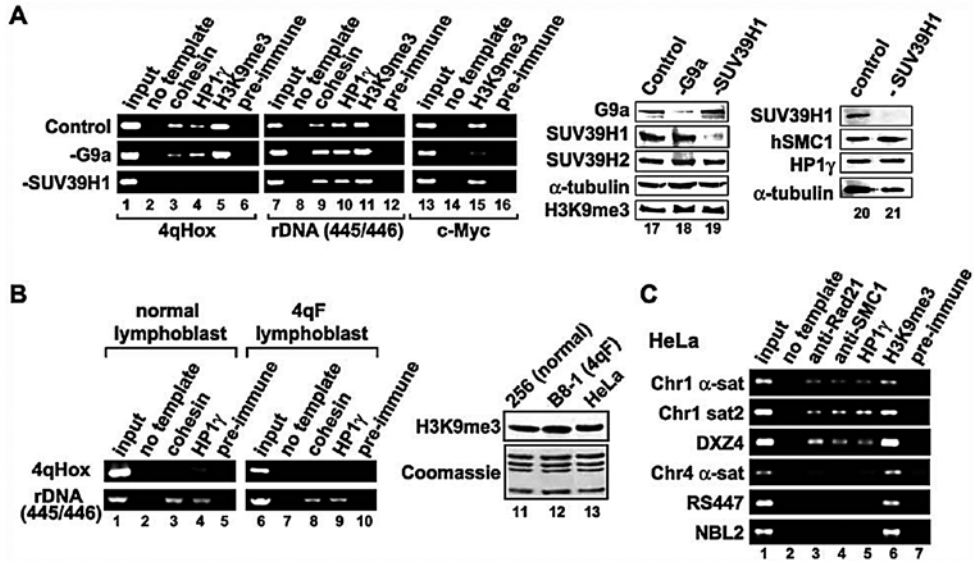 A
input
no template
cohesin
HP1γ
H3K9me3
pre-immune
input
no template
cohesin
HP1γ
H3K9me3
pre-immune
input
no template
H3K9me3
pre-immune
Control
-G9a
-SUV39H1
1 2 3 4 5 6 7 8 9 10 11 12 13 14 15 16
4qHox rDNA (445/446) c-Myc
Control
-G9a
-SUV39H1
G9a
SUV39H1
SUV39H2
α-tubulin
H3K9me3
17 18 19
control
- SUV39H1
SUV39H1
hSMC1
HP1γ
α-tubulin
20 21
B
normal
lymphoblast
4qF
lymphoblast
input
no template
cohesin
HP1γ
pre-immune
input
no template
cohesin
HP1γ
pre-immune
4qHox
rDNA
(445/446)
1 2 3 4 5 6 7 8 9 10
256 (normal)
B8-1 (4qF)
HeLa
H3K9me3
Coomassie
11 12 13
C
HeLa
input
no template
anti-Rad21
anti-SMC1
HP1γ
H3K9me3
pre-immune
Chr1 α-sat
Chr1 sat2
DXZ4
Chr4 α-sat
RS447
NBL2
1 2 3 4 5 6 7